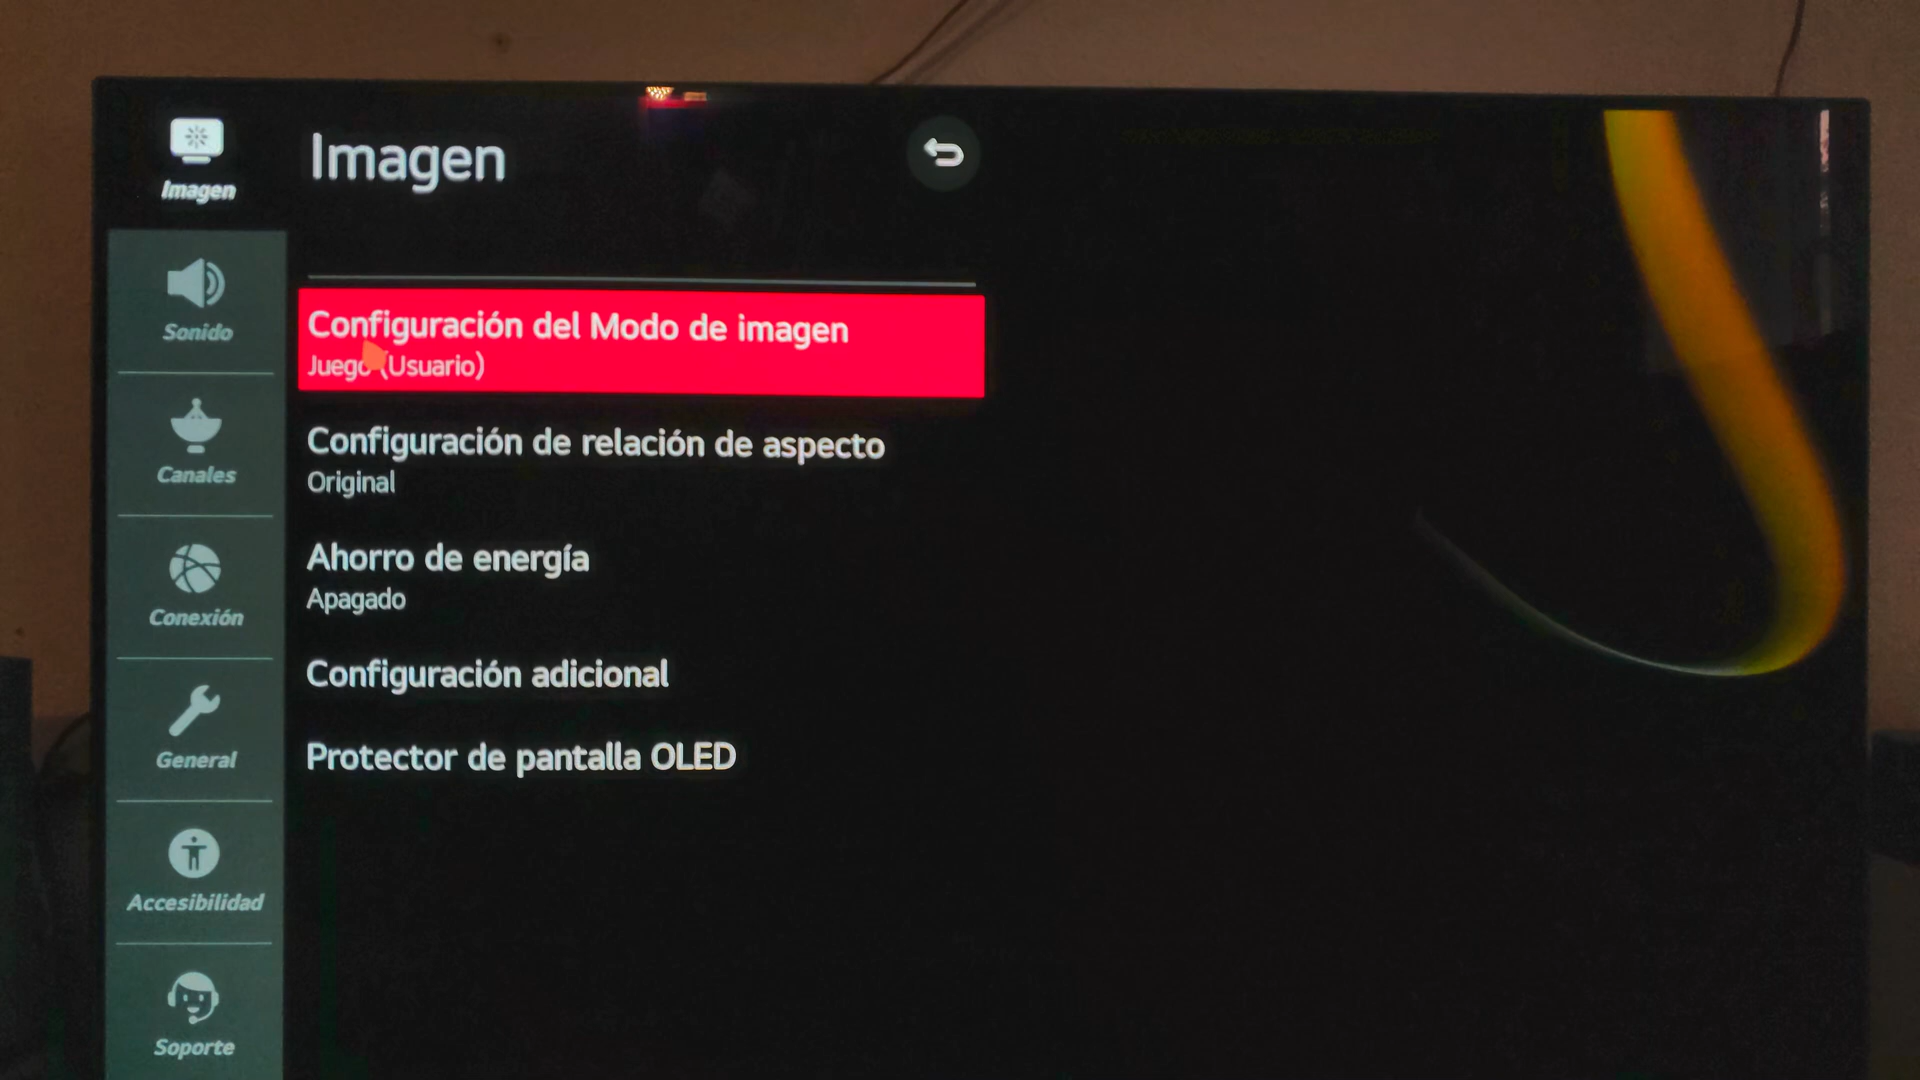 Imagen
Imagen
Sonido
Canales
Conexión
General
Accesibilidad
Soporte
Configuración del Modo de imagen
Juego (Usuario)
Configuración de relación de aspecto
Original
Ahorro de energía
Apagado
Configuración adicional
Protector de pantalla OLED